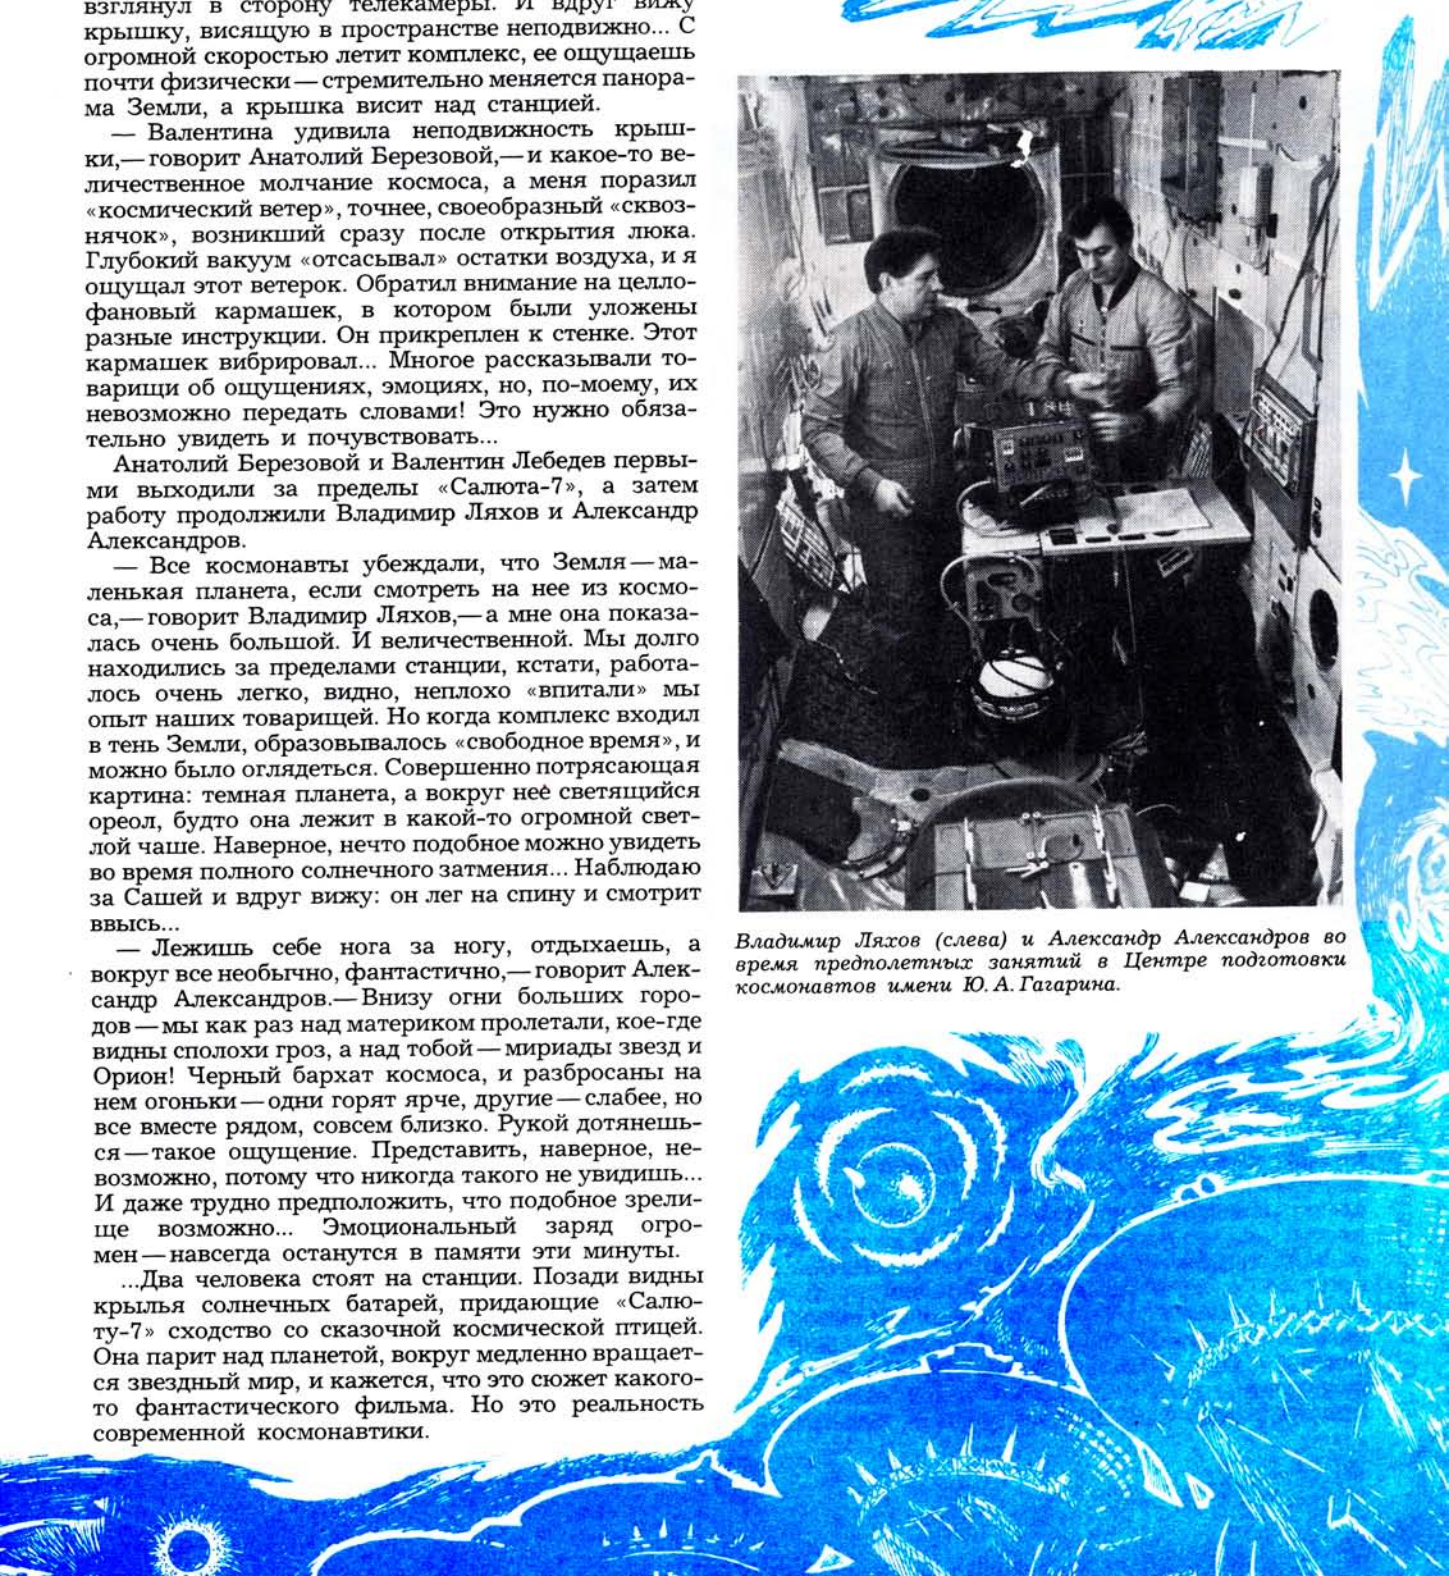 взглянул в сторону телекамеры. И вдруг вижу
крышку, висящую в пространстве неподвижно... С
огромной скоростью летит комплекс, ее ощущаешь
почти физически — стремительно меняется панора-
ма Земли, а крышка висит над станцией.
— Валентина удивила неподвижность крыш-
ки,— говорит Анатолий Березовой,— и какое-то ве-
личественное молчание космоса, а меня поразил
«космический ветер», точнее, своеобразный «сквоз-
нячок», возникший сразу после открытия люка.
Глубокий вакуум «отсасывал» остатки воздуха, и я
ощущал этот ветерок. Обратил внимание на целло-
фановый кармашек, в котором были уложены
разные инструкции. Он прикреплен к стенке. Этот
кармашек вибрировал... Многое рассказывали то-
варищи об ощущениях, эмоциях, но, по-моему, их
невозможно передать словами! Это нужно обяза-
тельно увидеть и почувствовать...
Анатолий Березовой и Валентин Лебедев первы-
ми выходили за пределы «Салюта-7», а затем
работу продолжили Владимир Ляхов и Александр
Александров.
— Все космонавты убеждали, что Земля — ма-
ленькая планета, если смотреть на нее из космо-
са,— говорит Владимир Ляхов,— а мне она показа-
лась очень большой. И величественной. Мы долго
находились за пределами станции, кстати, работа-
лось очень легко, видно, неплохо «впитали» мы
опыт наших товарищей. Но когда комплекс входил
в тень Земли, образовывалось «свободное время», и
можно было оглядеться. Совершенно потрясающая
картина: темная планета, а вокруг неё светящийся
ореол, будто она лежит в какой-то огромной свет-
лой чаше. Наверное, нечто подобное можно увидеть
во время полного солнечного затмения... Наблюдаю
за Сашей и вдруг вижу: он лег на спину и смотрит
ввысь...
— Лежишь себе нога за ногу, отдыхаешь, а
вокруг все необычно, фантастично,— говорит Алек-
сандр Александров.— Внизу огни больших горо-
дов — мы как раз над материком пролетали, кое-где
видны сполохи гроз, а над тобой — мириады звезд и
Орион! Черный бархат космоса, и разбросаны на
нем огоньки — одни горят ярче, другие — слабее, но
все вместе рядом, совсем близко. Рукой дотянешь-
ся — такое ощущение. Представить, наверное, не-
возможно, потому что никогда такого не увидишь...
И даже трудно предположить, что подобное зрели-
ще возможно... Эмоциональный заряд огро-
мен — навсегда останутся в памяти эти минуты.
...Два человека стоят на станции. Позади видны
крылья солнечных батарей, придающие «Салю-
ту-7» сходство со сказочной космической птицей.
Она парит над планетой, вокруг медленно вращает-
ся звездный мир, и кажется, что это сюжет какого-
то фантастического фильма. Но это реальность
современной космонавтики.
Владимир Ляхов (слева) и Александр Александров во
время предполетных занятий в Центре подготовки
космонавтов имени Ю. А. Гагарина.